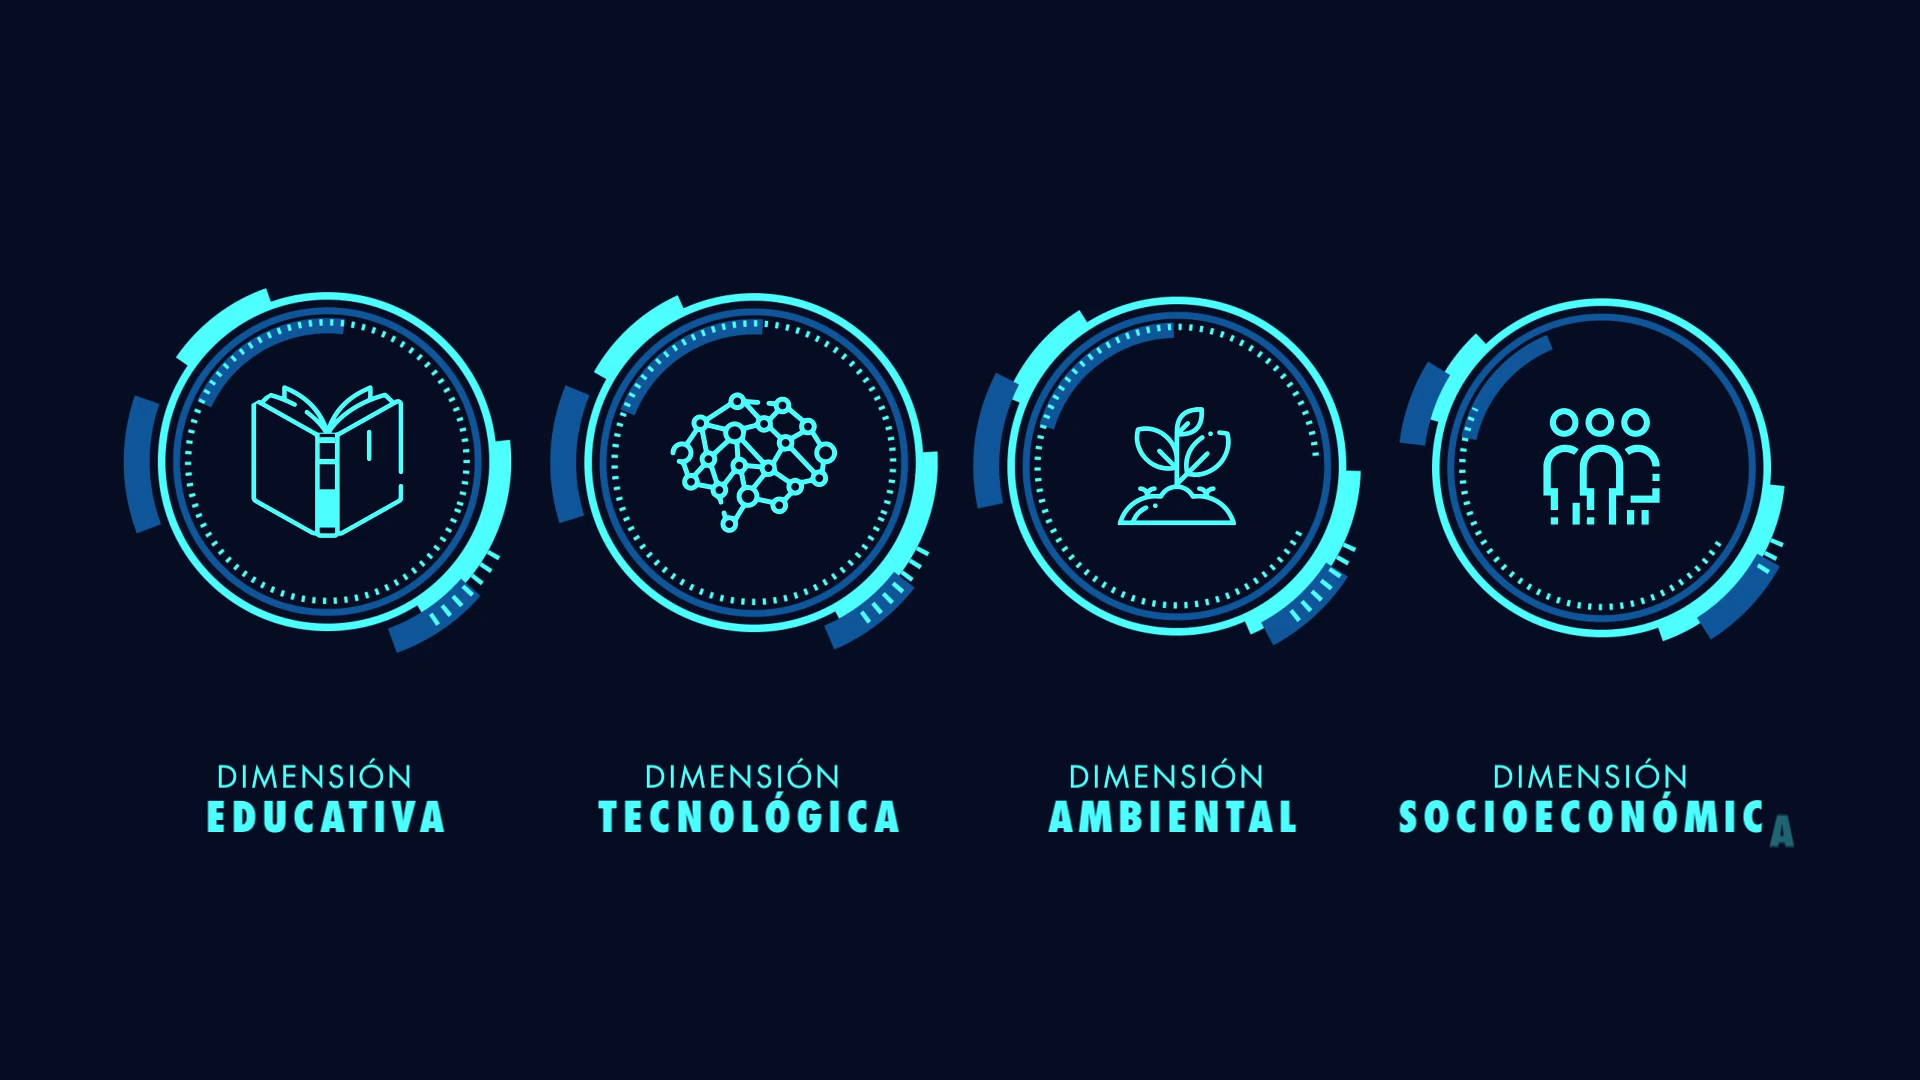 DIMENSIÓN
EDUCATIVA
DIMENSIÓN
TECNOLÓGICA
DIMENSIÓN
AMBIENTAL
DIMENSIÓN
SOCIOECONÓMICA